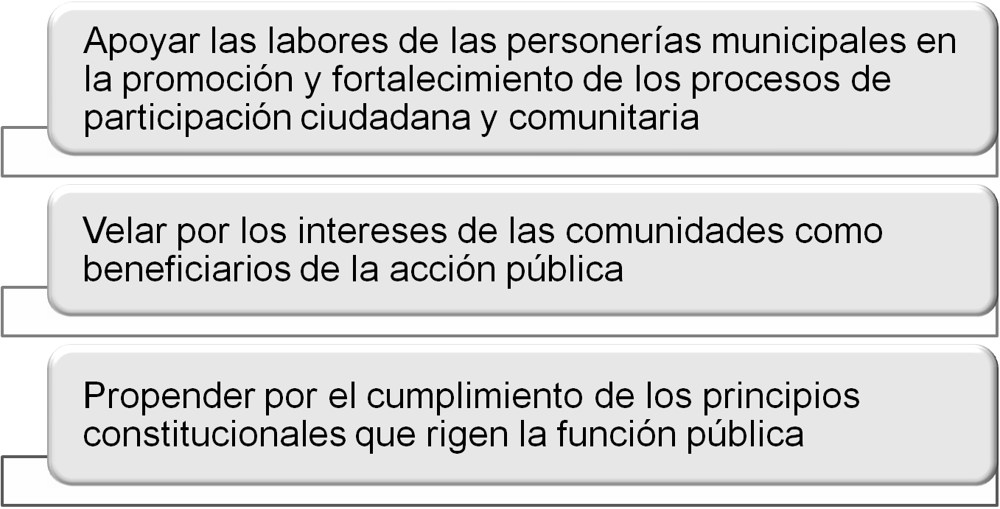 Apoyar las labores de las personerías municipales en
la promoción y fortalecimiento de los procesos de
participación ciudadana y comunitaria
Velar por los intereses de las comunidades como
beneficiarios de la acción pública
Propender por el cumplimiento de los principios
constitucionales que rigen la función pública